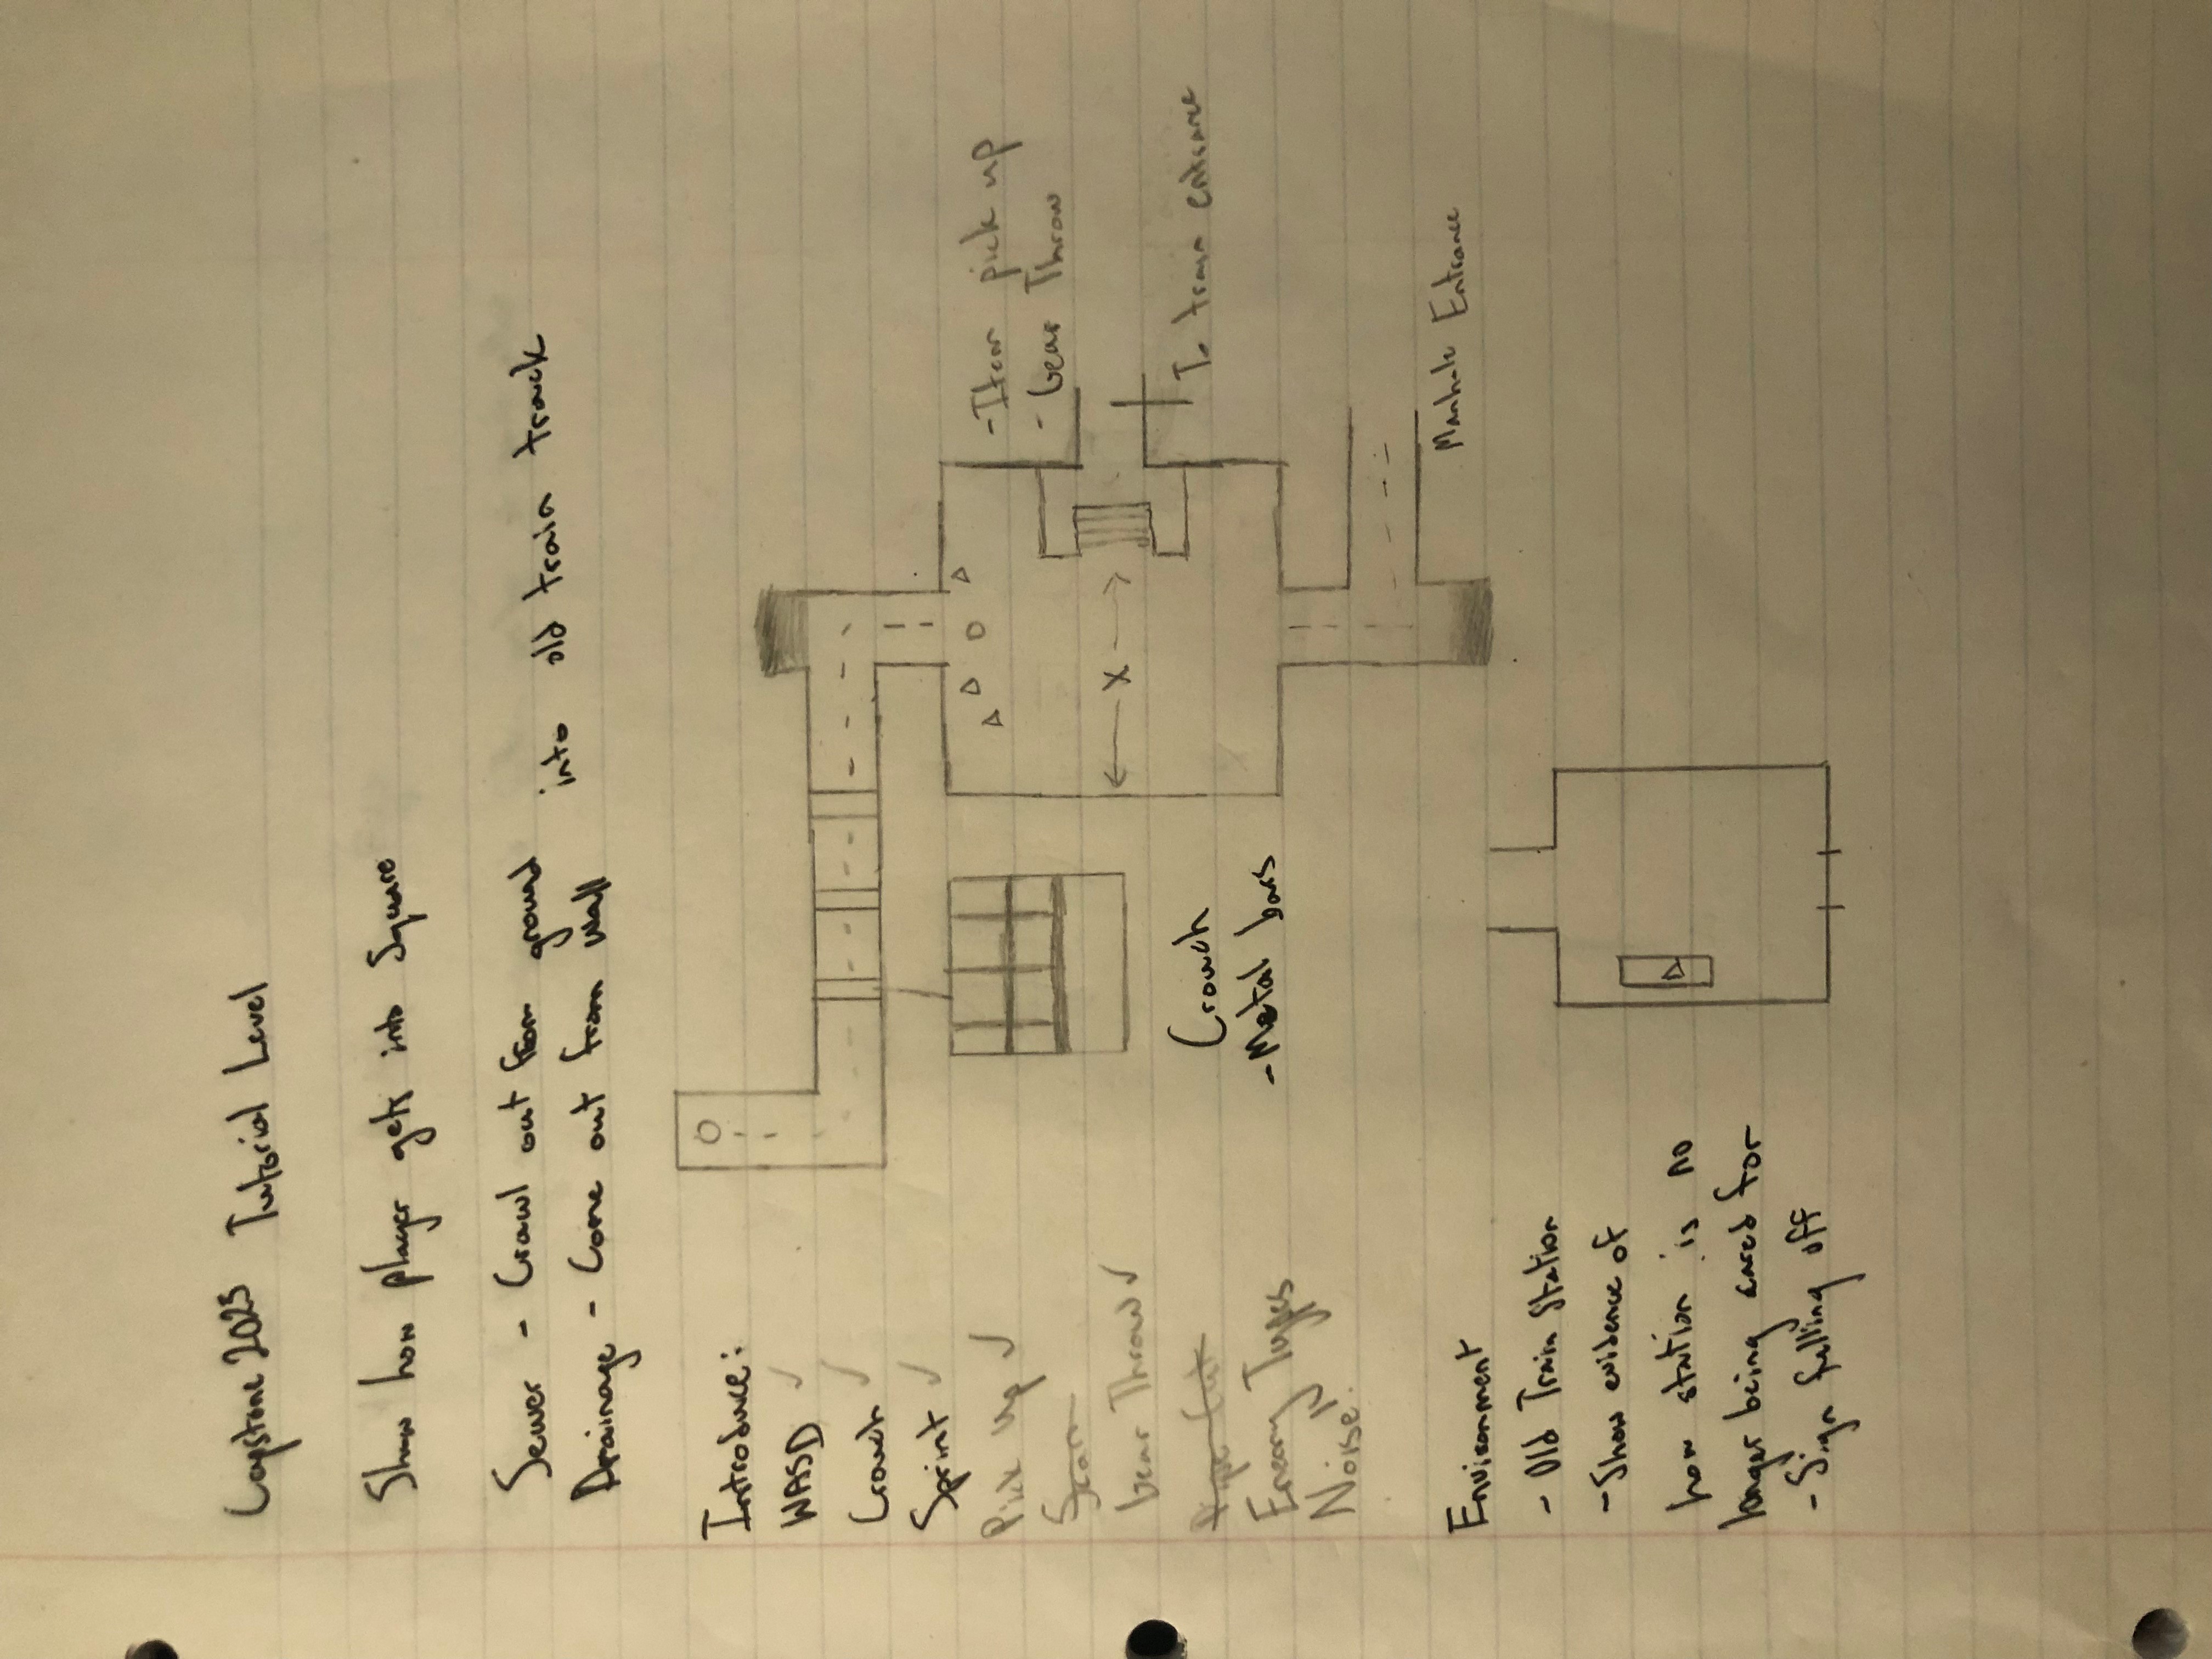 Capstone 2025 Tutorial Level
Show how player gets into Square
Sewer - Crawl out from ground
into old train track
Drainage - Come out from wall
Introduce:
WASD ✓
Crouch ✓
Sprint ✓
Pick Up ✓
Scan
Gear Throw ✓
Pipe Cut
Enemy Types
Noise!
- Item pick up
- Gear Throw
X
To train entrance
Crouch
- Metal bars
Manhole Entrance
Environment
- Old Train Station
- Show evidence of
how station is no
longer being cared for
- Sign falling off